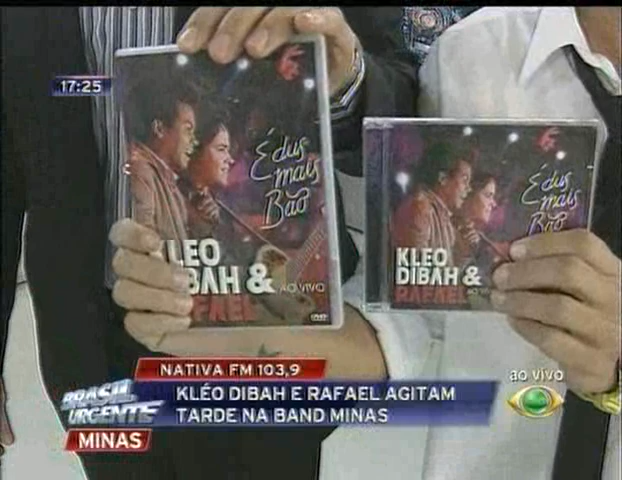 17:25
É dus
mais
Bão
KLEO
DIBAH &
RAFAEL
AO VIVO
DVD
É dus
mais
Bão
KLEO
DIBAH &
RAFAEL
NATIVA FM 103,9
KLÉO DIBAH E RAFAEL AGITAM
TARDE NA BAND MINAS
BRASIL
URGENTE
MINAS
ao vivo